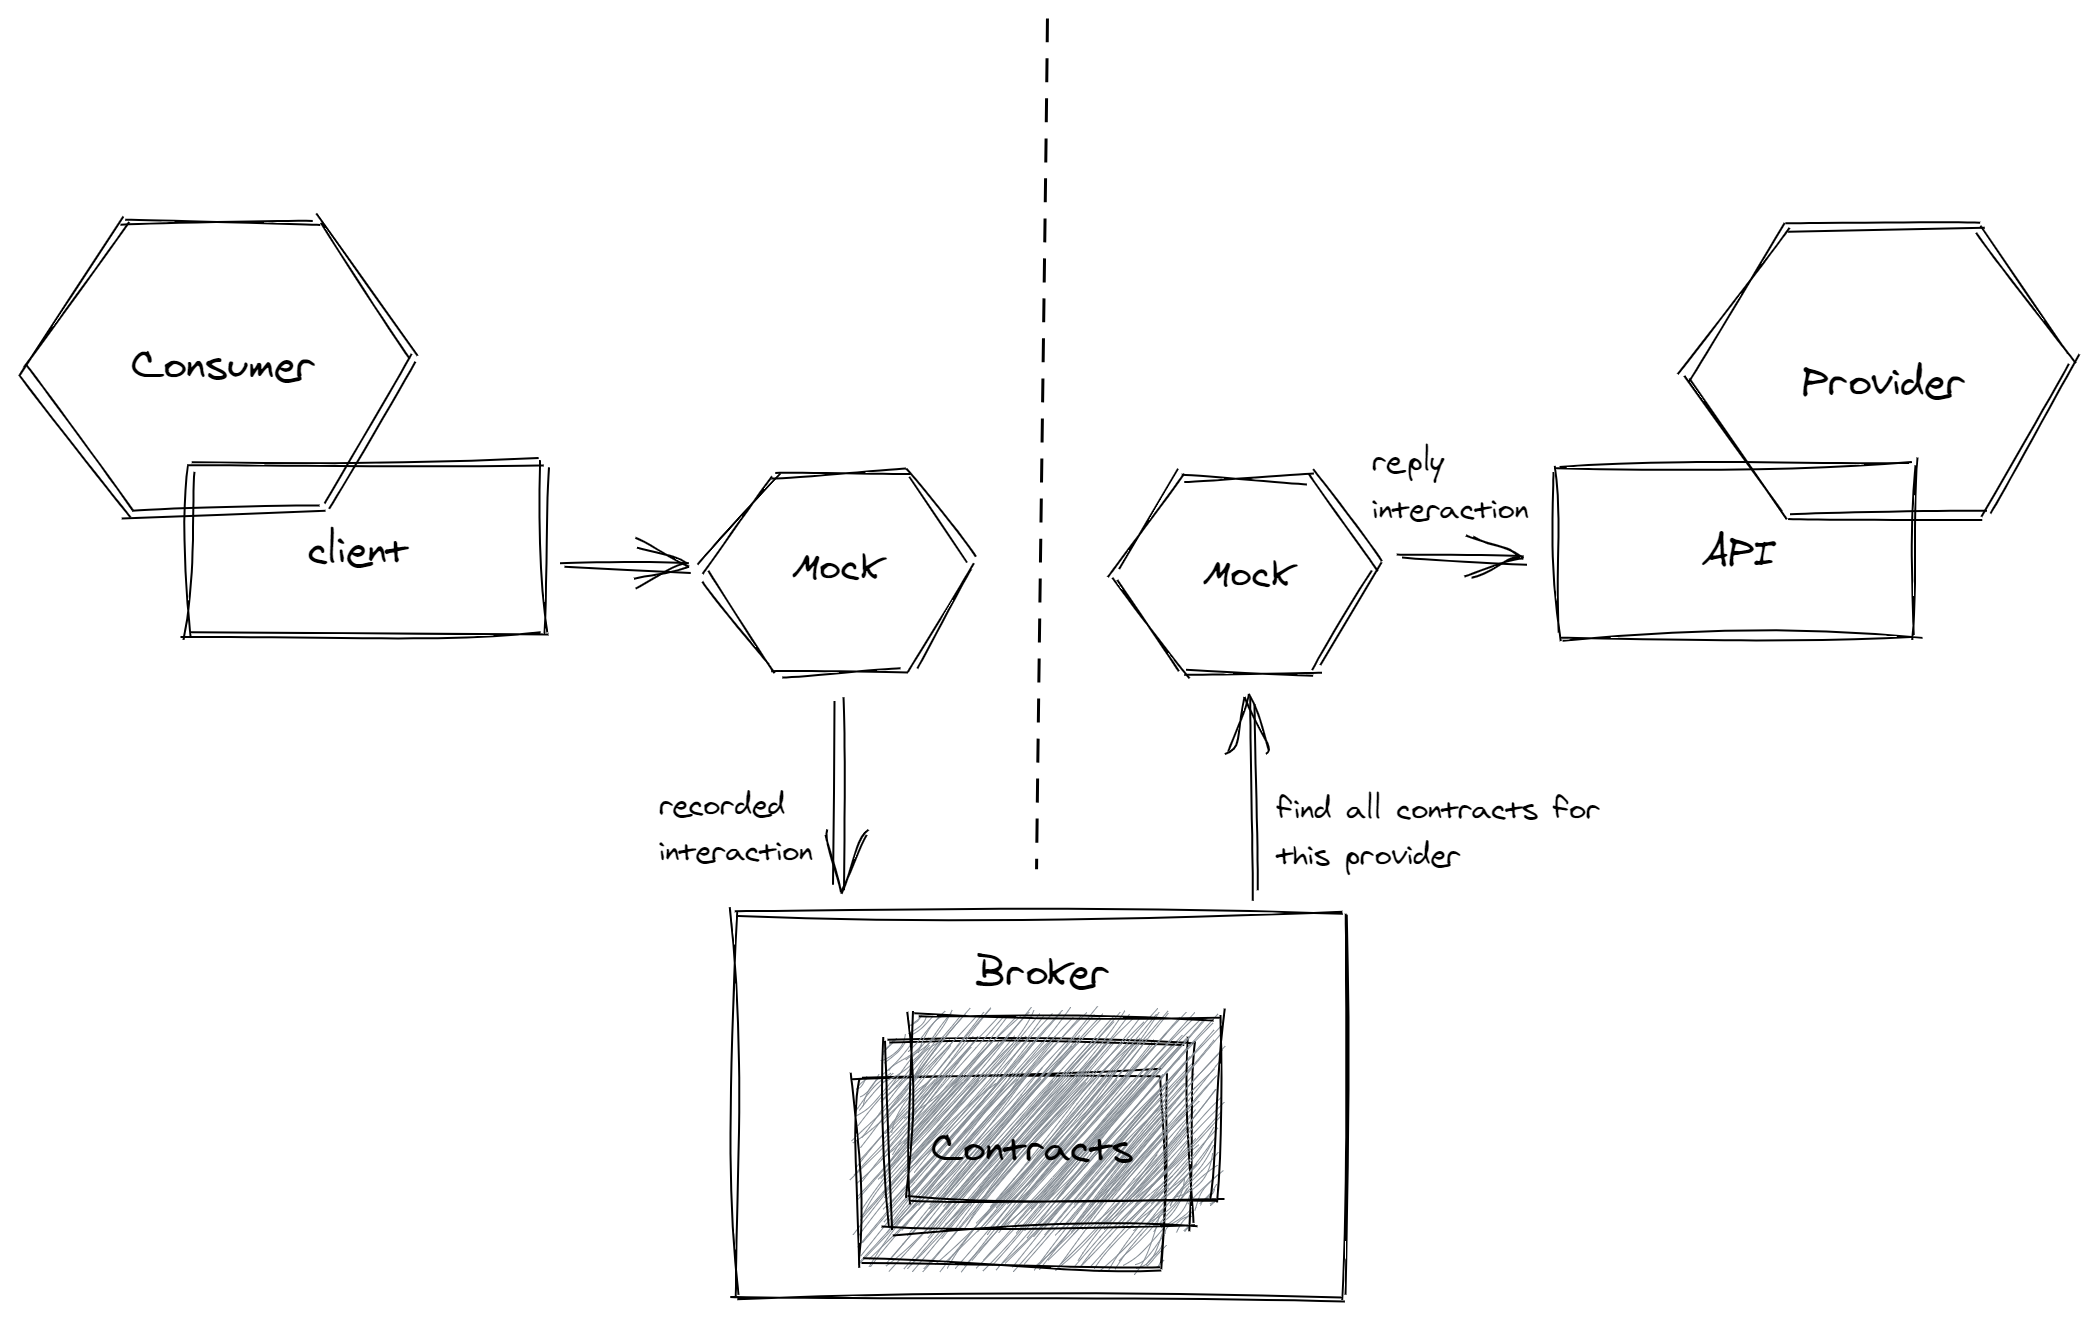 Consumer
client
Mock
recorded
interaction
Mock
reply
interaction
Provider
API
find all contracts for
this provider
Broker
Contracts